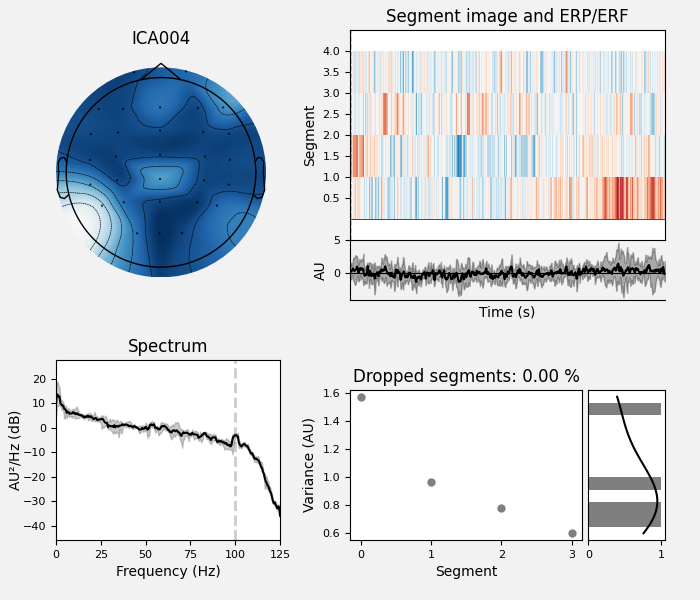 ICA004
Segment image and ERP/ERF
Segment
4.0
3.5
3.0
2.5
2.0
1.5
1.0
0.5
AU
5
0
Time (s)
Spectrum
AU²/Hz (dB)
20
10
0
−10
−20
−30
−40
0 25 50 75 100 125
Frequency (Hz)
Dropped segments: 0.00 %
Variance (AU)
1.6
1.4
1.2
1.0
0.8
0.6
0 1 2 3
Segment
0 1